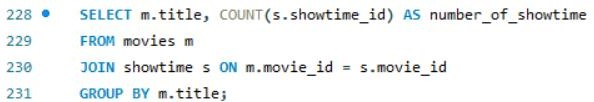 228 SELECT m.title, COUNT(s.showtime_id) AS number_of_showtime
229 FROM movies m
230 JOIN showtime s ON m.movie_id = s.movie_id
231 GROUP BY m.title;